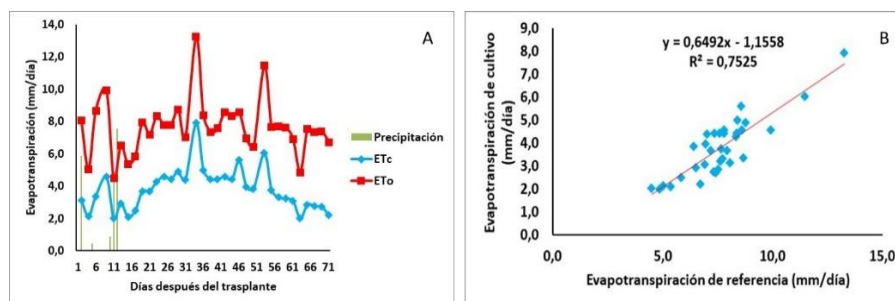 A
Evapotranspiración (mm/día)
14,0
12,0
10,0
8,0
6,0
4,0
2,0
0,0
1 6 11 16 21 26 31 36 41 46 51 56 61 66 71
Días después del trasplante
Precipitación
ETc
ETo
B
y = 0,6492x - 1,1558
R² = 0,7525
Evapotranspiración de cultivo
(mm/día)
9,0
8,0
7,0
6,0
5,0
4,0
3,0
2,0
1,0
0,0
0,0 5,0 10,0 15,0
Evapotranspiración de referencia (mm/día)